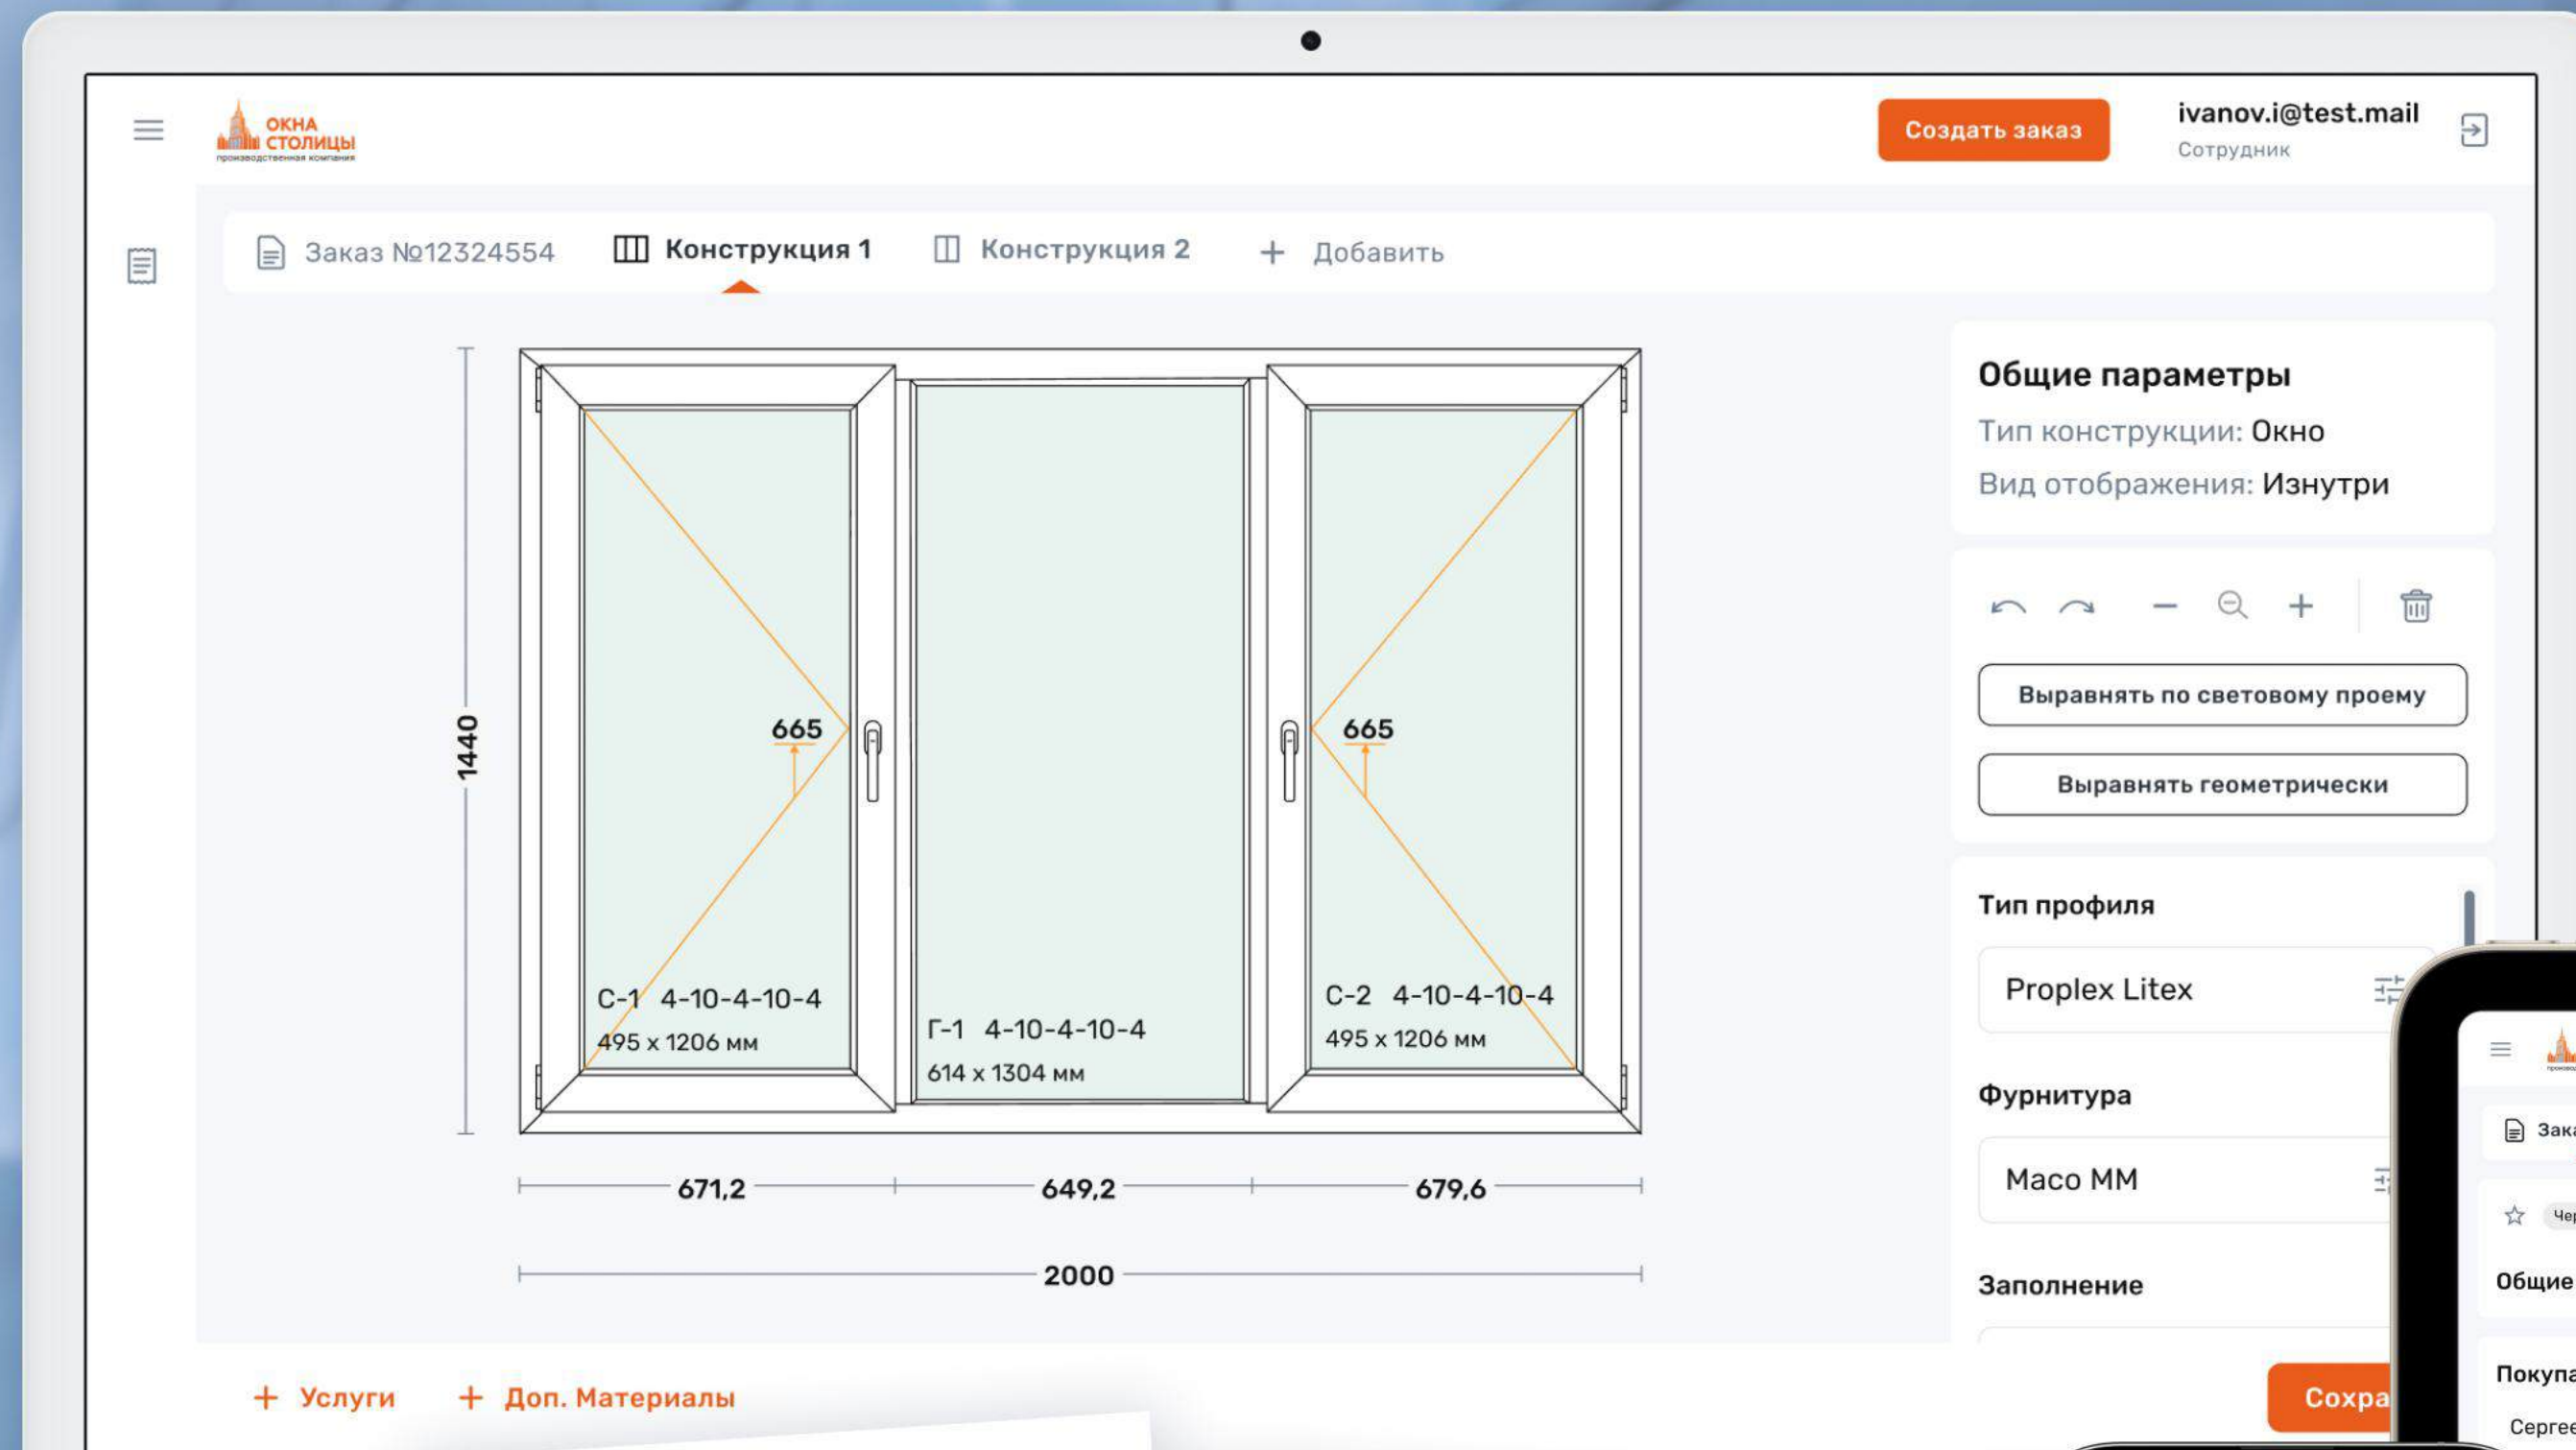 ОКНА
СТОЛИЦЫ
производственная компания
Создать заказ
ivanov.i@test.mail
Сотрудник
Заказ №12324554
Конструкция 1
Конструкция 2
+ Добавить
1440
665
665
С-1 4-10-4-10-4
495 x 1206 мм
Г-1 4-10-4-10-4
614 x 1304 мм
С-2 4-10-4-10-4
495 x 1206 мм
671,2
649,2
679,6
2000
Общие параметры
Тип конструкции: Окно
Вид отображения: Изнутри
Выравнять по световому проему
Выравнять геометрически
Тип профиля
Proplex Litex
Фурнитура
Maco MM
Заполнение
+ Услуги
+ Доп. Материалы
Общие